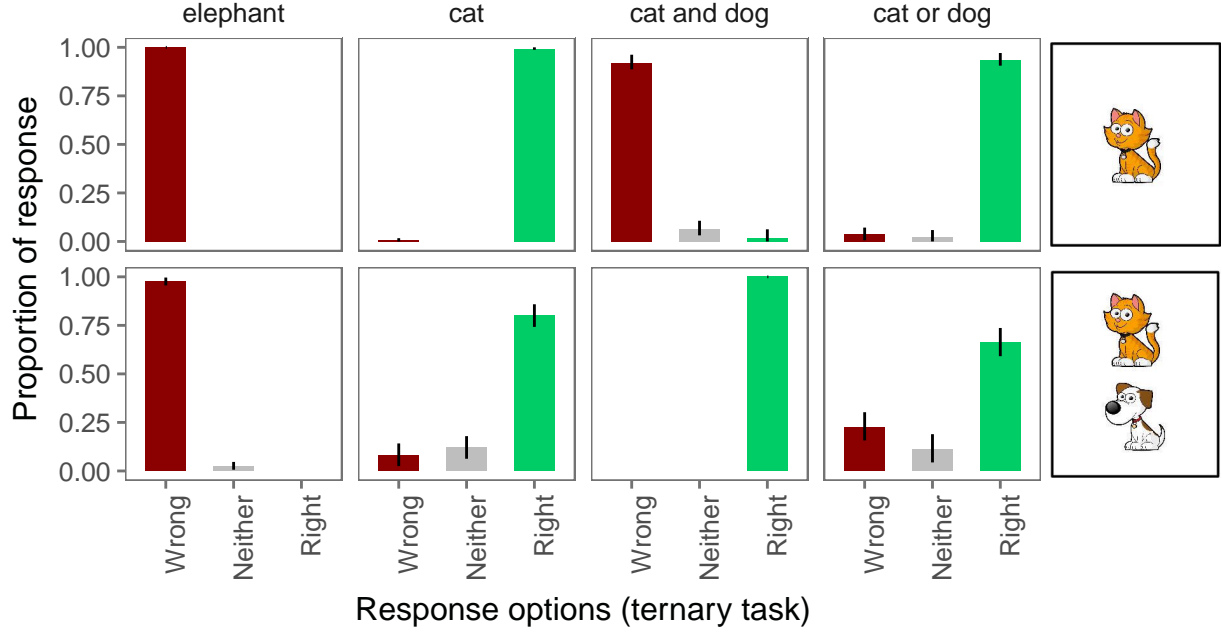 elephant cat cat and dog cat or dog
Proportion of response
1.00
0.75
0.50
0.25
0.00
1.00
0.75
0.50
0.25
0.00
Wrong Neither Right Wrong Neither Right Wrong Neither Right Wrong Neither Right
Response options (ternary task)